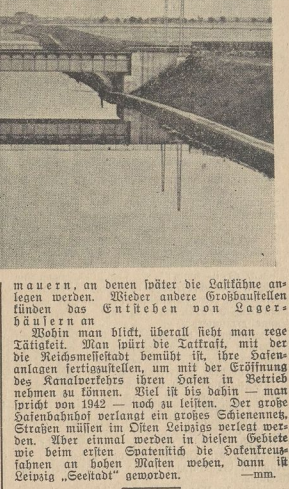 mauern, an denen später die Lastkähne an-
legen werden. Wieder andere Großbaustellen
künden das Entstehen von Lager-
häusern an
Wohin man blickt, überall sieht man rege
Tätigkeit. Man spürt die Tatkraft, mit der
die Reichsmessestadt bemüht ist, ihre Hafen-
anlagen fertigzustellen, um mit der Eröffnung
des Kanalverkehrs ihren Hafen in Betrieb
nehmen zu können. Viel ist bis dahin — man
spricht von 1942 — noch zu leisten. Der große
Hafenbahnhof verlangt ein großes Schienennetz,
Straßen müssen im Osten Leipzigs verlegt wer-
den. Aber einmal werden in diesem Gebiete
wie beim ersten Spatenstich die Hakenkreuz-
fahnen an hohen Masten wehen, dann ist
Leipzig „Seestadt" geworden. —mm.